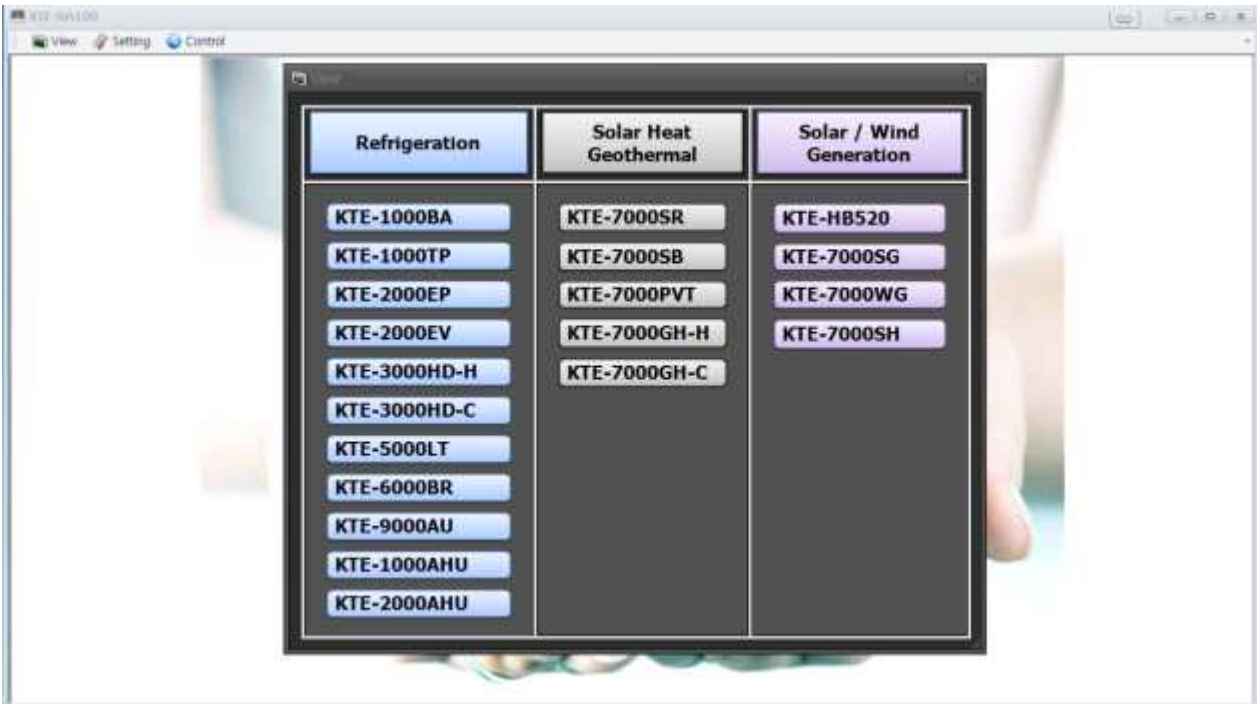 View Setting Control
View
Refrigeration
Solar Heat
Geothermal
Solar / Wind
Generation
KTE-1000BA
KTE-1000TP
KTE-2000EP
KTE-2000EV
KTE-3000HD-H
KTE-3000HD-C
KTE-5000LT
KTE-6000BR
KTE-9000AU
KTE-1000AHU
KTE-2000AHU
KTE-7000SR
KTE-7000SB
KTE-7000PVT
KTE-7000GH-H
KTE-7000GH-C
KTE-HB520
KTE-7000SG
KTE-7000WG
KTE-7000SH